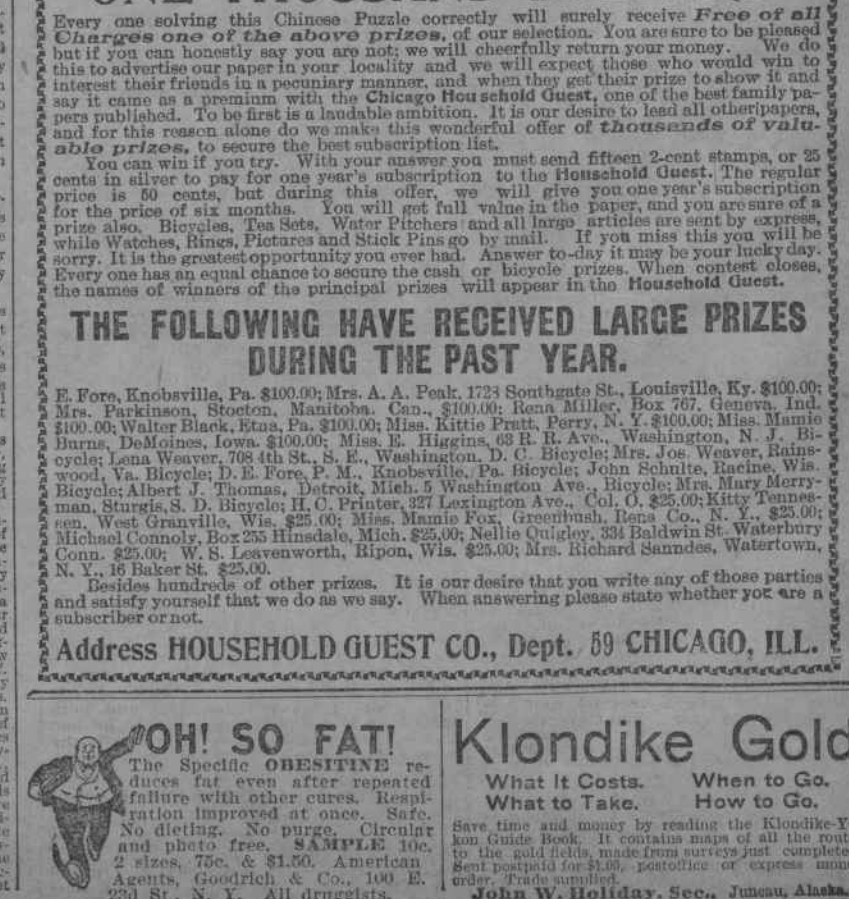 Every one solving this Chinese Puzzle correctly will surely receive Free of all
Charges one of the above prizes, of our selection. You are sure to be pleased
but if you can honestly say you are not; we will cheerfully return your money. We do
this to advertise our paper in your locality and we will expect those who would win to
interest their friends in a pecuniary manner, and when they get their prize to show it and
say it came as a premium with the Chicago Household Guest, one of the best family pa-
pers published. To be first is a laudable ambition. It is our desire to lead all other papers,
and for this reason alone do we make this wonderful offer of thousands of valu-
able prizes, to secure the best subscription list.
You can win if you try. With your answer you must send fifteen 2-cent stamps, or 25
cents in silver to pay for one year's subscription to the Household Guest. The regular
price is 50 cents, but during this offer, we will give you one year's subscription
for the price of six months. You will get full value in the paper, and you are sure of a
prize also. Bicycles, Tea Sets, Water Pitchers and all large articles are sent by express,
while Watches, Rings, Pictures and Stick Pins go by mail. If you miss this you will be
sorry. It is the greatest opportunity you ever had. Answer to-day it may be your lucky day.
Every one has an equal chance to secure the cash or bicycle prizes. When contest closes,
the names of winners of the principal prizes will appear in the Household Guest.
THE FOLLOWING HAVE RECEIVED LARGE PRIZES
DURING THE PAST YEAR.
E. Fore, Knobsville, Pa. $100.00; Mrs. A. A. Peak, 1723 Southgate St., Louisville, Ky. $100.00;
Mrs. Parkinson, Stocton, Manitoba. Can., $100.00; Rena Miller, Box 767, Geneva, Ind.
$100.00; Walter Black, Etna, Pa. $100.00; Miss. Kittie Pratt, Perry, N. Y. $100.00; Miss. Mamie
Burns, DeMoines, Iowa. $100.00; Miss. E. Higgins, 63 R. R. Ave., Washington, N. J. Bi-
cycle; Lena Weaver, 708 4th St., S. E., Washington, D. C. Bicycle; Mrs. Jos. Weaver, Rains-
wood, Va. Bicycle; D. E. Fore, P. M., Knobsville, Pa. Bicycle; John Schulte, Racine, Wis.
Bicycle; Albert J. Thomas, Detroit, Mich. 5 Washington Ave., Bicycle; Mrs. Mary Merry-
man, Sturgis, S. D. Bicycle; H. C. Printer, 327 Lexington Ave., Col. O. $25.00; Kitty Tennes-
sen, West Granville, Wis. $25.00; Miss. Mamie Fox, Greenbush, Rens Co., N. Y., $25.00;
Michael Connoly, Box 255 Hinsdale, Mich. $25.00; Nellie Quigley, 334 Baldwin St. Waterbury
Conn. $25.00; W. S. Leavenworth, Ripon, Wis. $25.00; Mrs. Richard Sanndes, Watertown,
N. Y., 16 Baker St. $25.00.
Besides hundreds of other prizes. It is our desire that you write any of those parties
and satisfy yourself that we do as we say. When answering please state whether you are a
subscriber or not.
Address HOUSEHOLD GUEST CO., Dept. 59 CHICAGO, ILL.
OH! SO FAT!
The Specific OBESITINE re-
duces fat even after repeated
failure with other cures. Respi-
ration improved at once. Safe.
No dieting. No purge. Circular
and photo free. SAMPLE 10c.
2 sizes, 75c. & $1.50. American
Agents, Goodrich & Co., 100 E.
23d St., N. Y. All druggists.
Klondike Gold
What It Costs. When to Go.
What to Take. How to Go.
Save time and money by reading the Klondike-Y
kon Guide Book. It contains maps of all the rout
to the gold fields, made from surveys just complete
Sent postpaid for $1.00, postoffice or express mon
order. Trade supplied.
John W. Holiday, Sec., Juneau, Alaska.